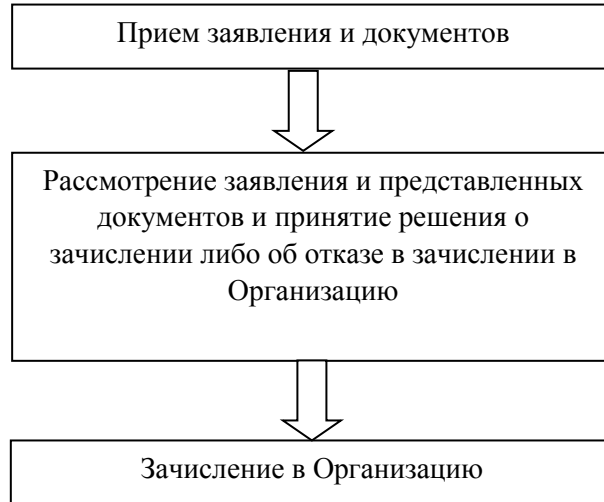 Прием заявления и документов
Рассмотрение заявления и представленных
документов и принятие решения о
зачислении либо об отказе в зачислении в
Организацию
Зачисление в Организацию